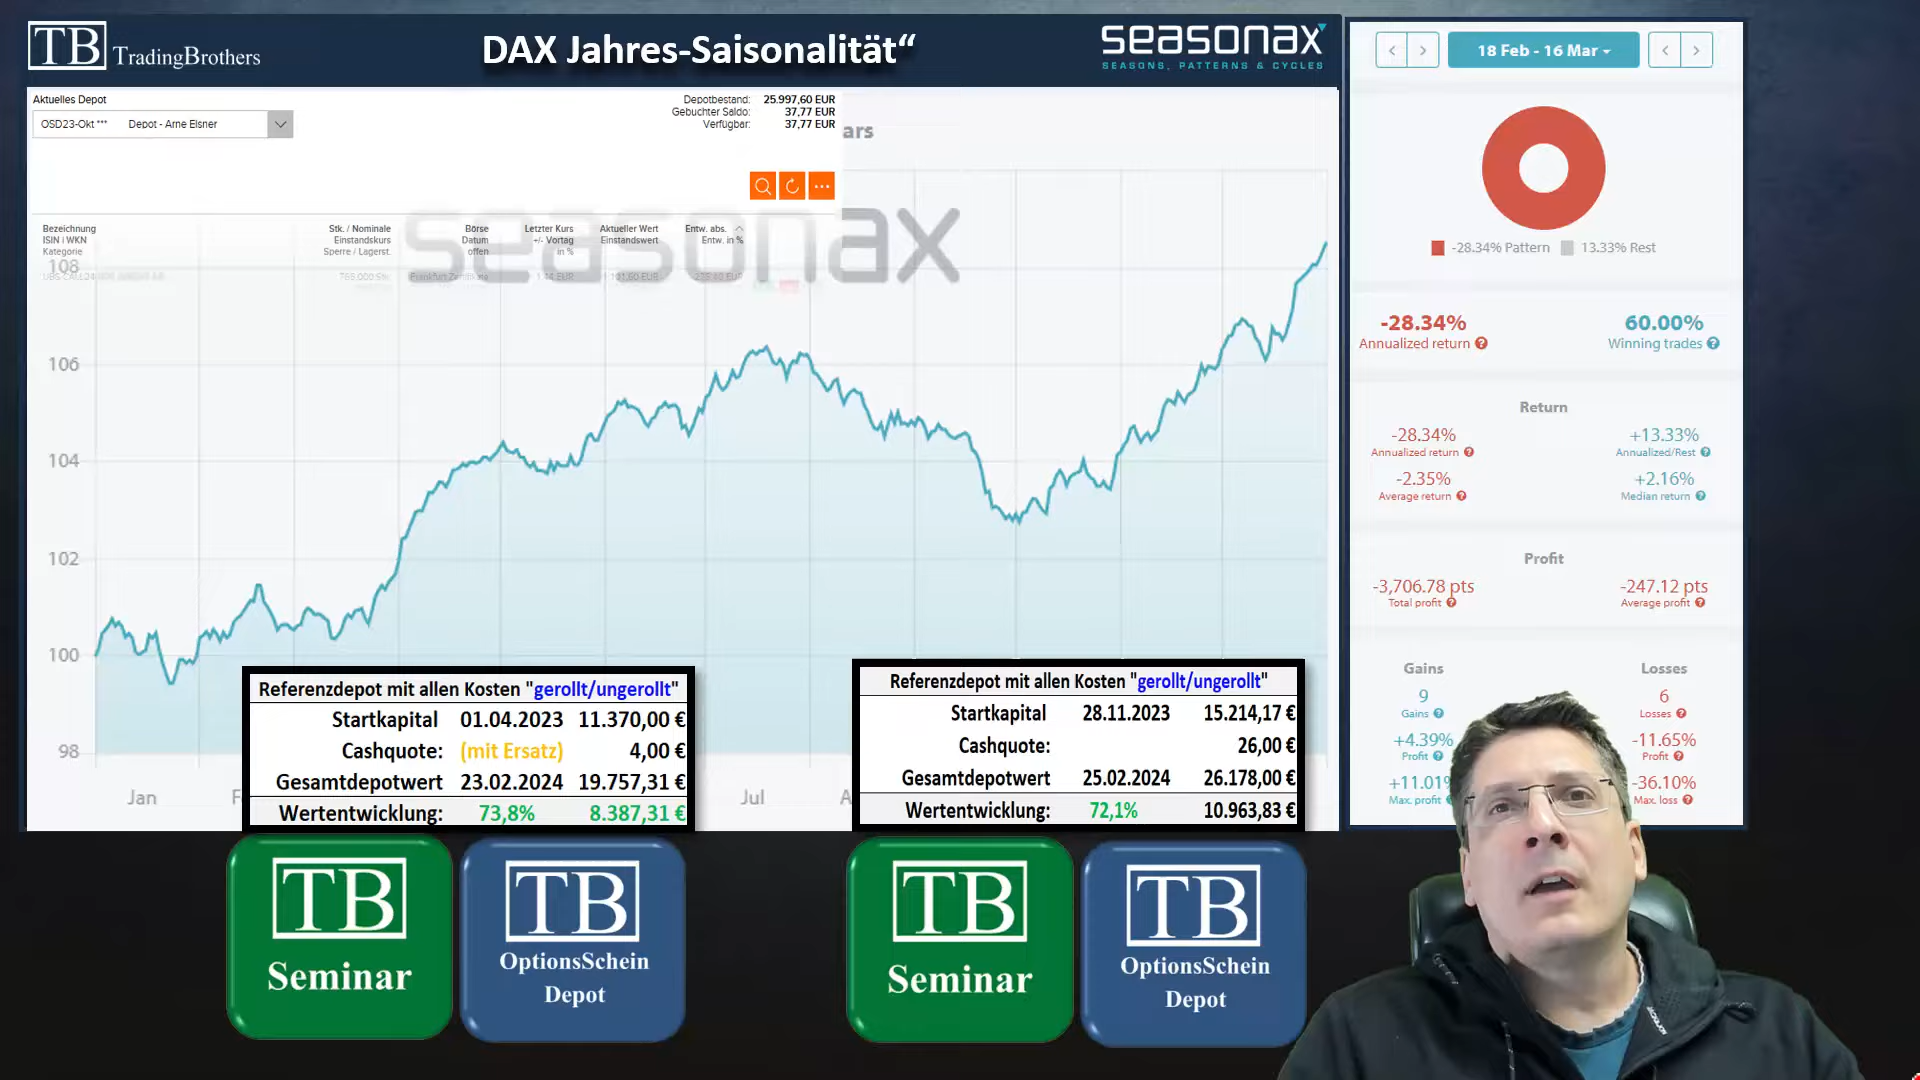 TB TradingBrothers
DAX Jahres-Saisonalität“
seasonax
SEASONS, PATTERNS & CYCLES
Aktuelles Depot
OSD23-Okt *** Depot - Arne Elsner
Depotbestand: 25.997,60 EUR
Gebuchter Saldo: 37,77 EUR
Verfügbar: 37,77 EUR
ars
seasonax
Bezeichnung
ISIN | WKN
Kategorie
Stk. / Nominale
Einstandskurs
Sperre / Lagerst.
Börse
Datum
offen
Letzter Kurs
+/- Vortag
in %
Aktueller Wert
Einstandswert
Entw. abs.
Entw. in %
108
106
104
102
100
98
Jan
F
Jul
A
Referenzdepot mit allen Kosten "gerollt/ungerollt"
Startkapital 01.04.2023 11.370,00 €
Cashquote: (mit Ersatz) 4,00 €
Gesamtdepotwert 23.02.2024 19.757,31 €
Wertentwicklung: 73,8% 8.387,31 €
Referenzdepot mit allen Kosten "gerollt/ungerollt"
Startkapital 28.11.2023 15.214,17 €
Cashquote: 26,00 €
Gesamtdepotwert 25.02.2024 26.178,00 €
Wertentwicklung: 72,1% 10.963,83 €
TB
Seminar
TB
OptionsSchein
Depot
TB
Seminar
TB
OptionsSchein
Depot
18 Feb - 16 Mar
-28.34% Pattern 13.33% Rest
-28.34% 60.00%
Annualized return Winning trades
Return
-28.34% +13.33%
Annualized return Annualized/Rest
-2.35% +2.16%
Average return Median return
Profit
-3,706.78 pts -247.12 pts
Total profit Average profit
Gains Losses
9 6
Gains Losses
+4.39% -11.65%
Profit Profit
+11.01% -36.10%
Max. profit Max. loss